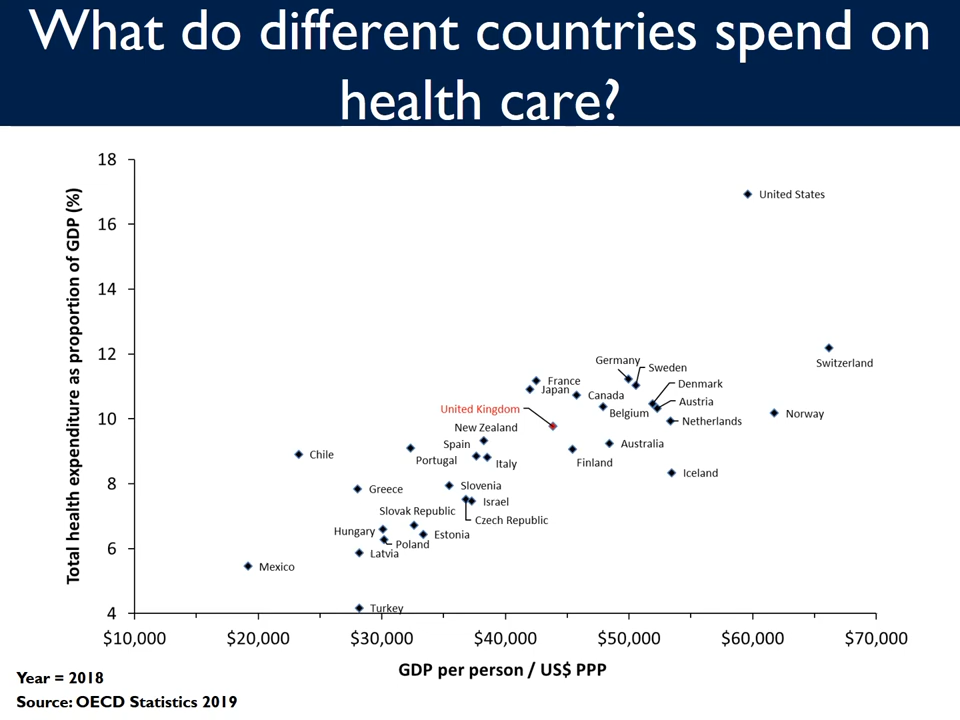 What do different countries spend on
health care?
18
16
14
12
10
8
6
4
Total health expenditure as proportion of GDP (%)
United States
Switzerland
Germany
Sweden
France
Denmark
Japan
Canada
Austria
United Kingdom
Belgium
Norway
Netherlands
New Zealand
Spain
Australia
Chile
Portugal
Italy
Finland
Iceland
Greece
Slovenia
Israel
Slovak Republic
Czech Republic
Hungary
Estonia
Poland
Latvia
Mexico
Turkey
$10,000 $20,000 $30,000 $40,000 $50,000 $60,000 $70,000
GDP per person / US$ PPP
Year = 2018
Source: OECD Statistics 2019